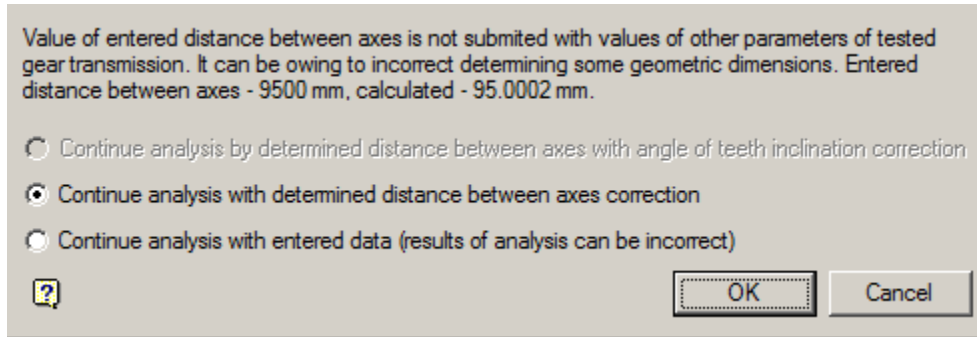 Value of entered distance between axes is not submited with values of other parameters of tested
gear transmission. It can be owing to incorrect determining some geometric dimensions. Entered
distance between axes - 9500 mm, calculated - 95.0002 mm.
Continue analysis by determined distance between axes with angle of teeth inclination correction
Continue analysis with determined distance between axes correction
Continue analysis with entered data (results of analysis can be incorrect)
?
OK Cancel